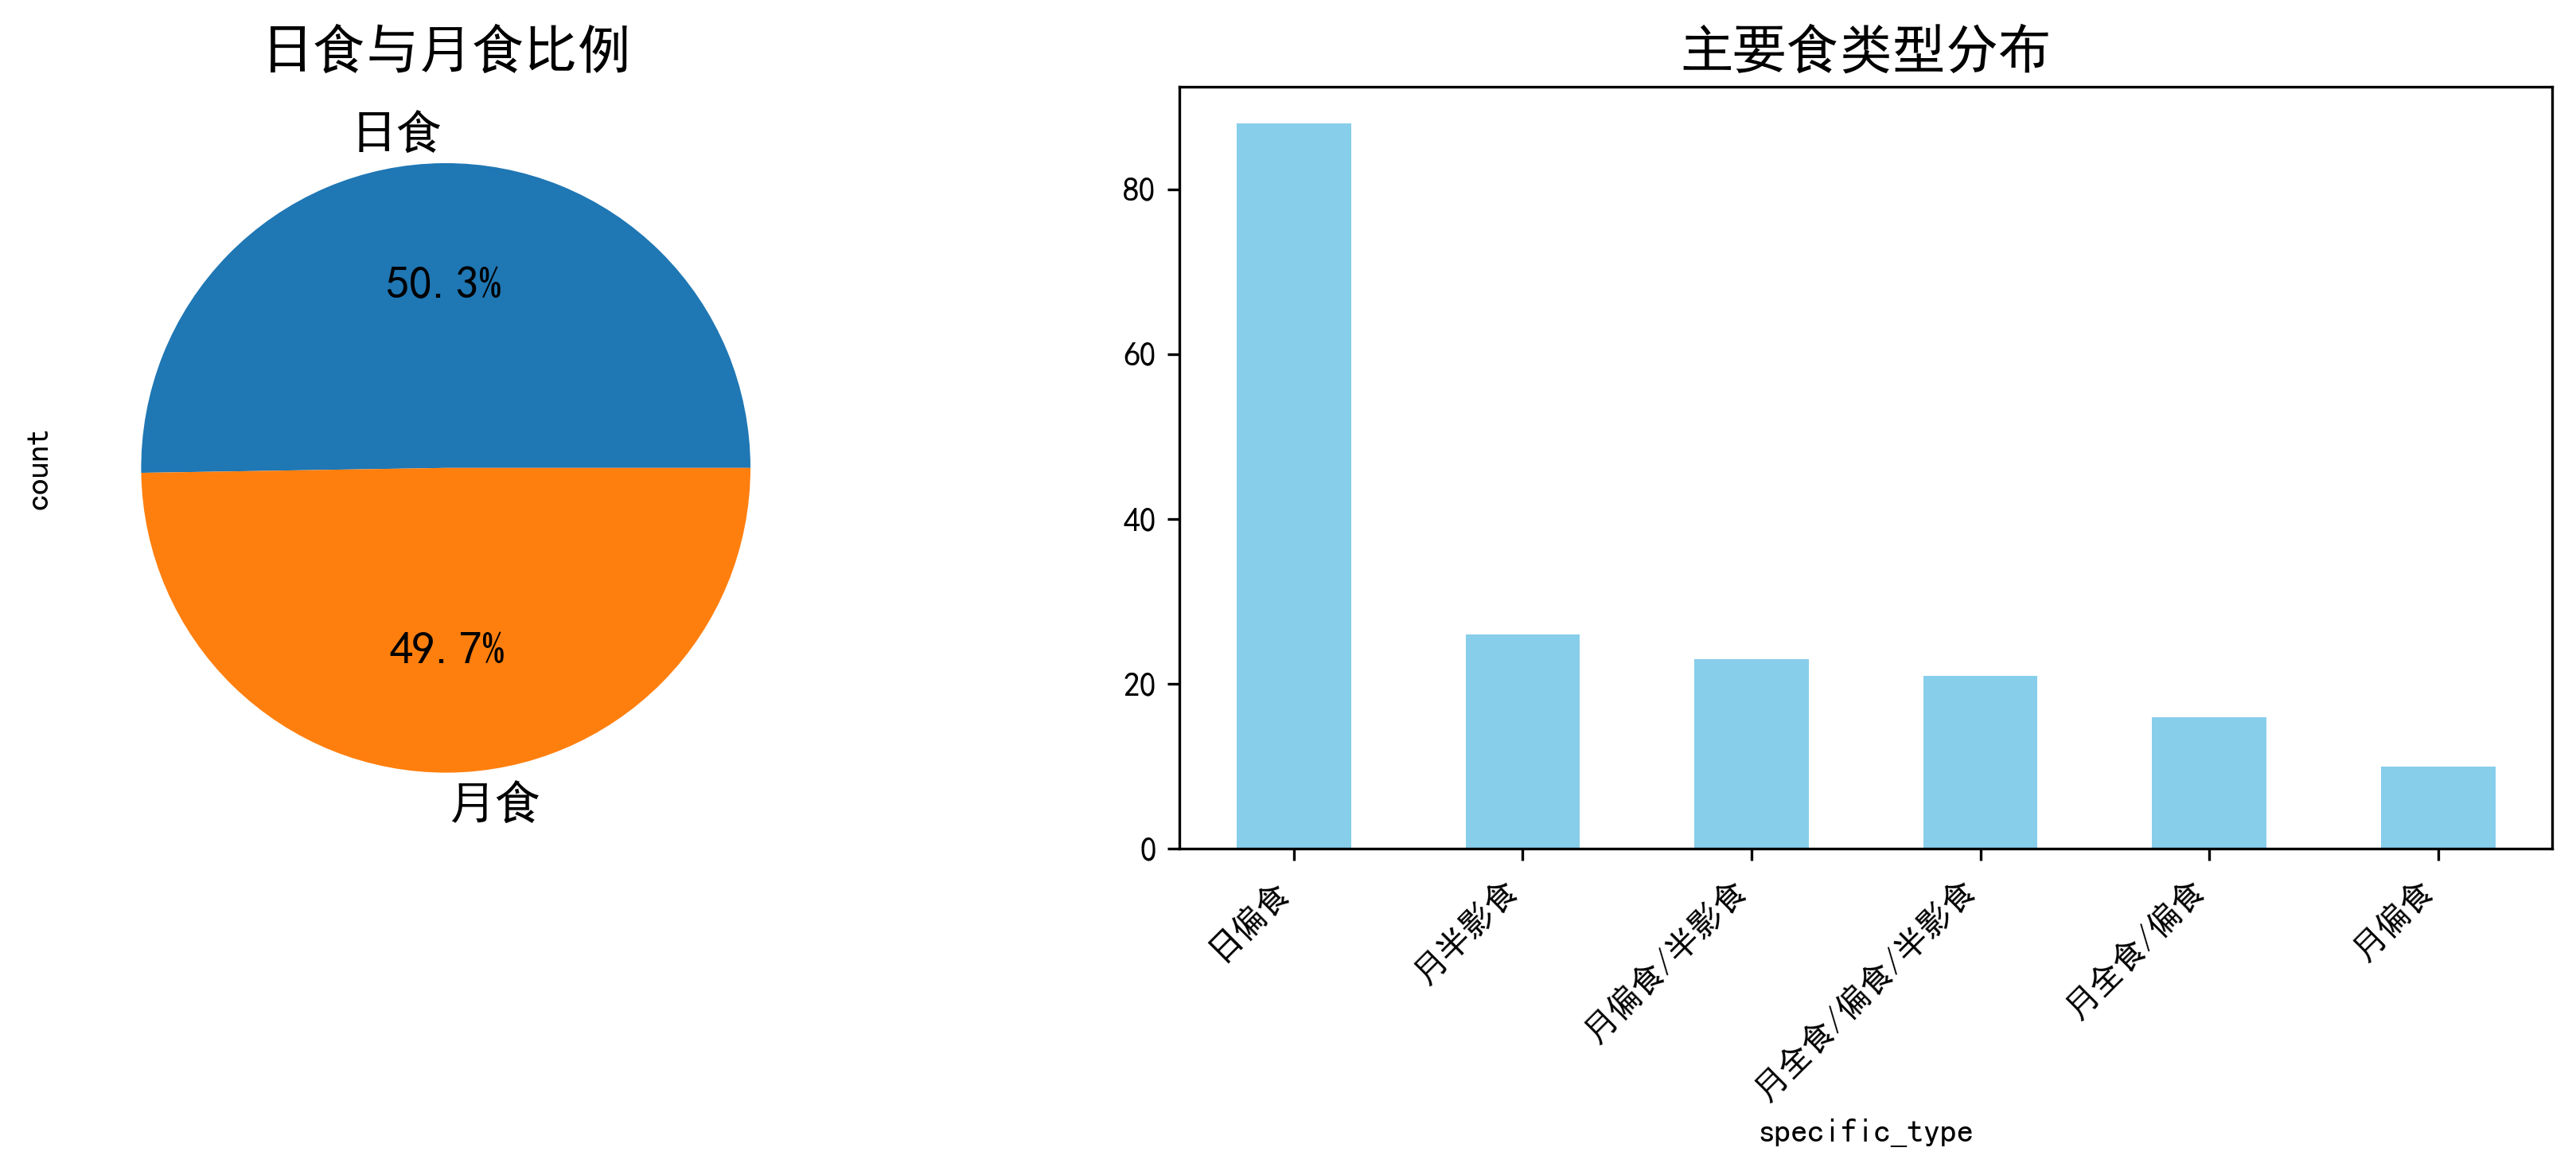 日食与月食比例
日食
50.3%
count
49.7%
月食
主要食类型分布
80
60
40
20
0
日偏食
月半影食
月偏食/半影食
月全食/偏食/半影食
月全食/偏食
月偏食
specific_type